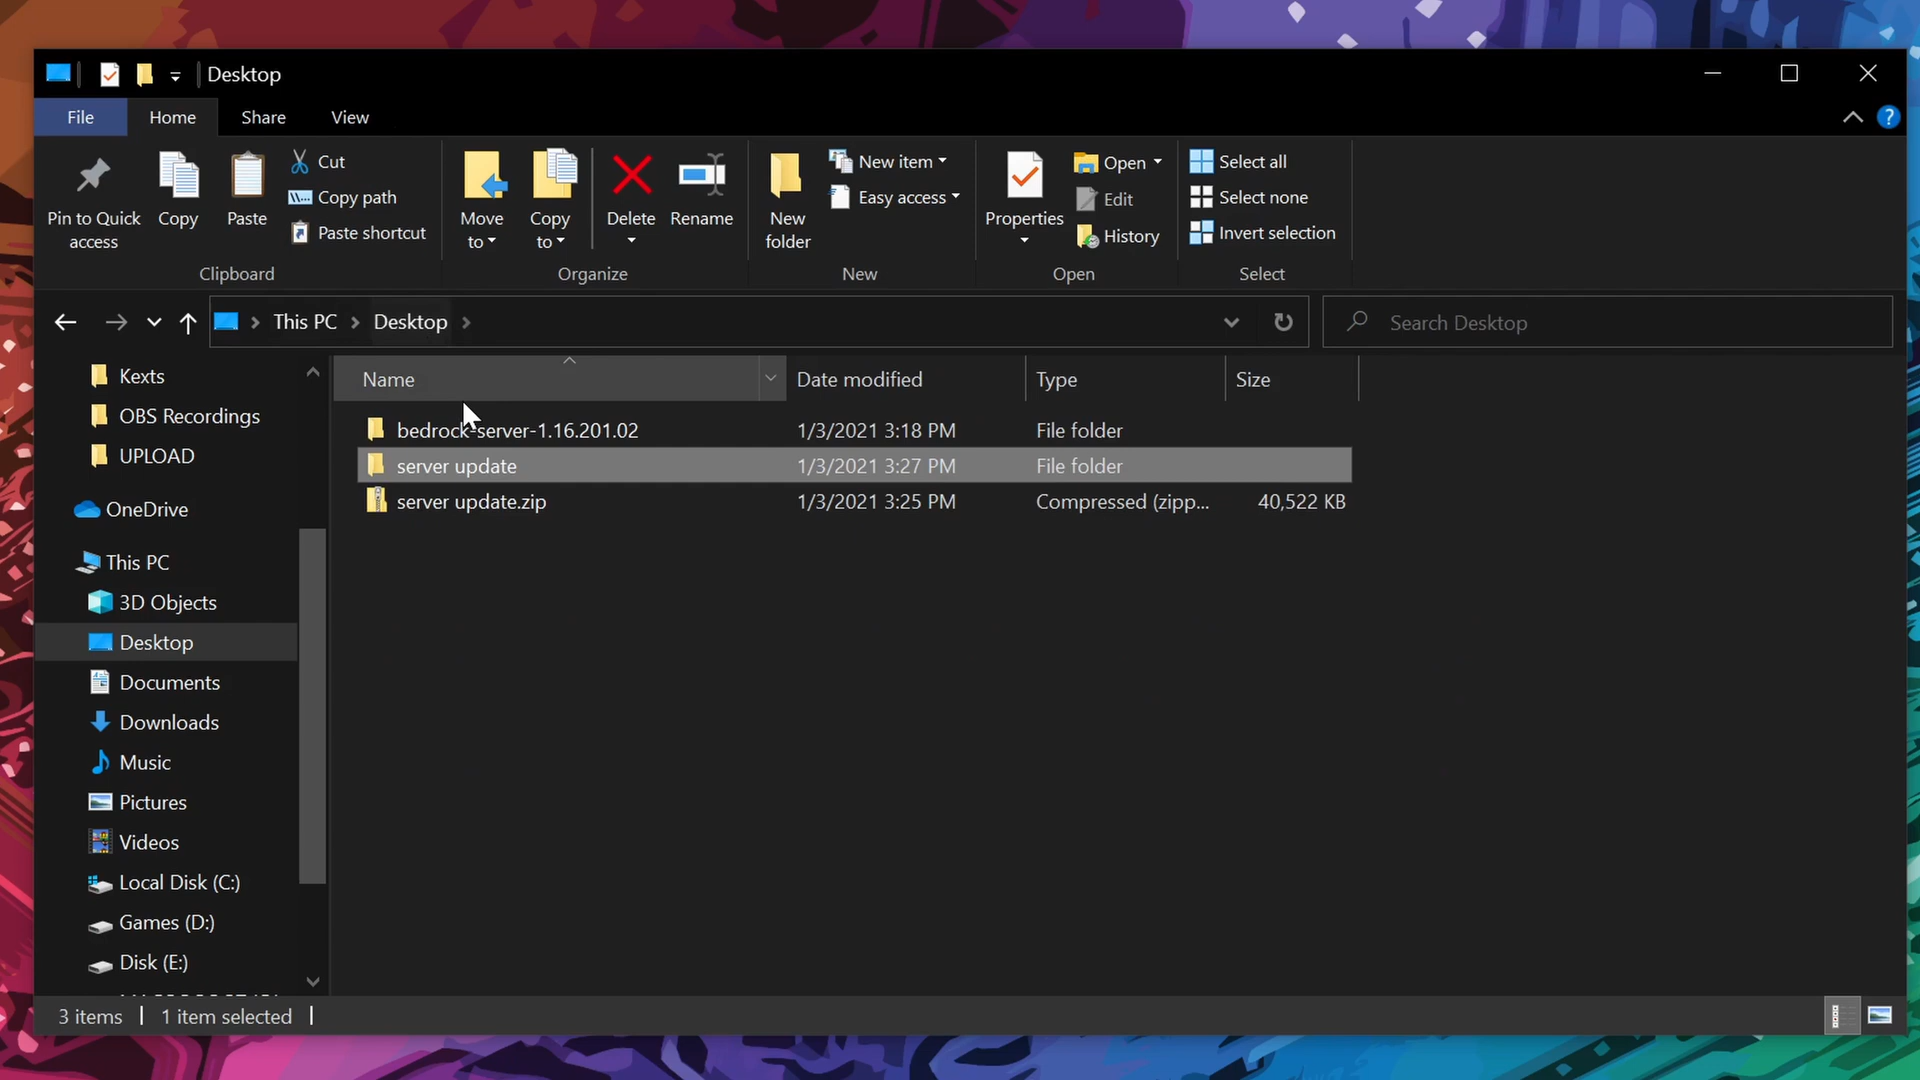 Desktop
File Home Share View
Pin to Quick access
Copy
Paste
Cut
Copy path
Paste shortcut
Clipboard
Move to
Copy to
Delete
Rename
Organize
New folder
New item
Easy access
New
Properties
Open
Edit
History
Open
Select all
Select none
Invert selection
Select
This PC > Desktop >
Search Desktop
Kexts
OBS Recordings
UPLOAD
OneDrive
This PC
3D Objects
Desktop
Documents
Downloads
Music
Pictures
Videos
Local Disk (C:)
Games (D:)
Disk (E:)
Name Date modified Type Size
bedrock-server-1.16.201.02 1/3/2021 3:18 PM File folder
server update 1/3/2021 3:27 PM File folder
server update.zip 1/3/2021 3:25 PM Compressed (zipp... 40,522 KB
3 items 1 item selected